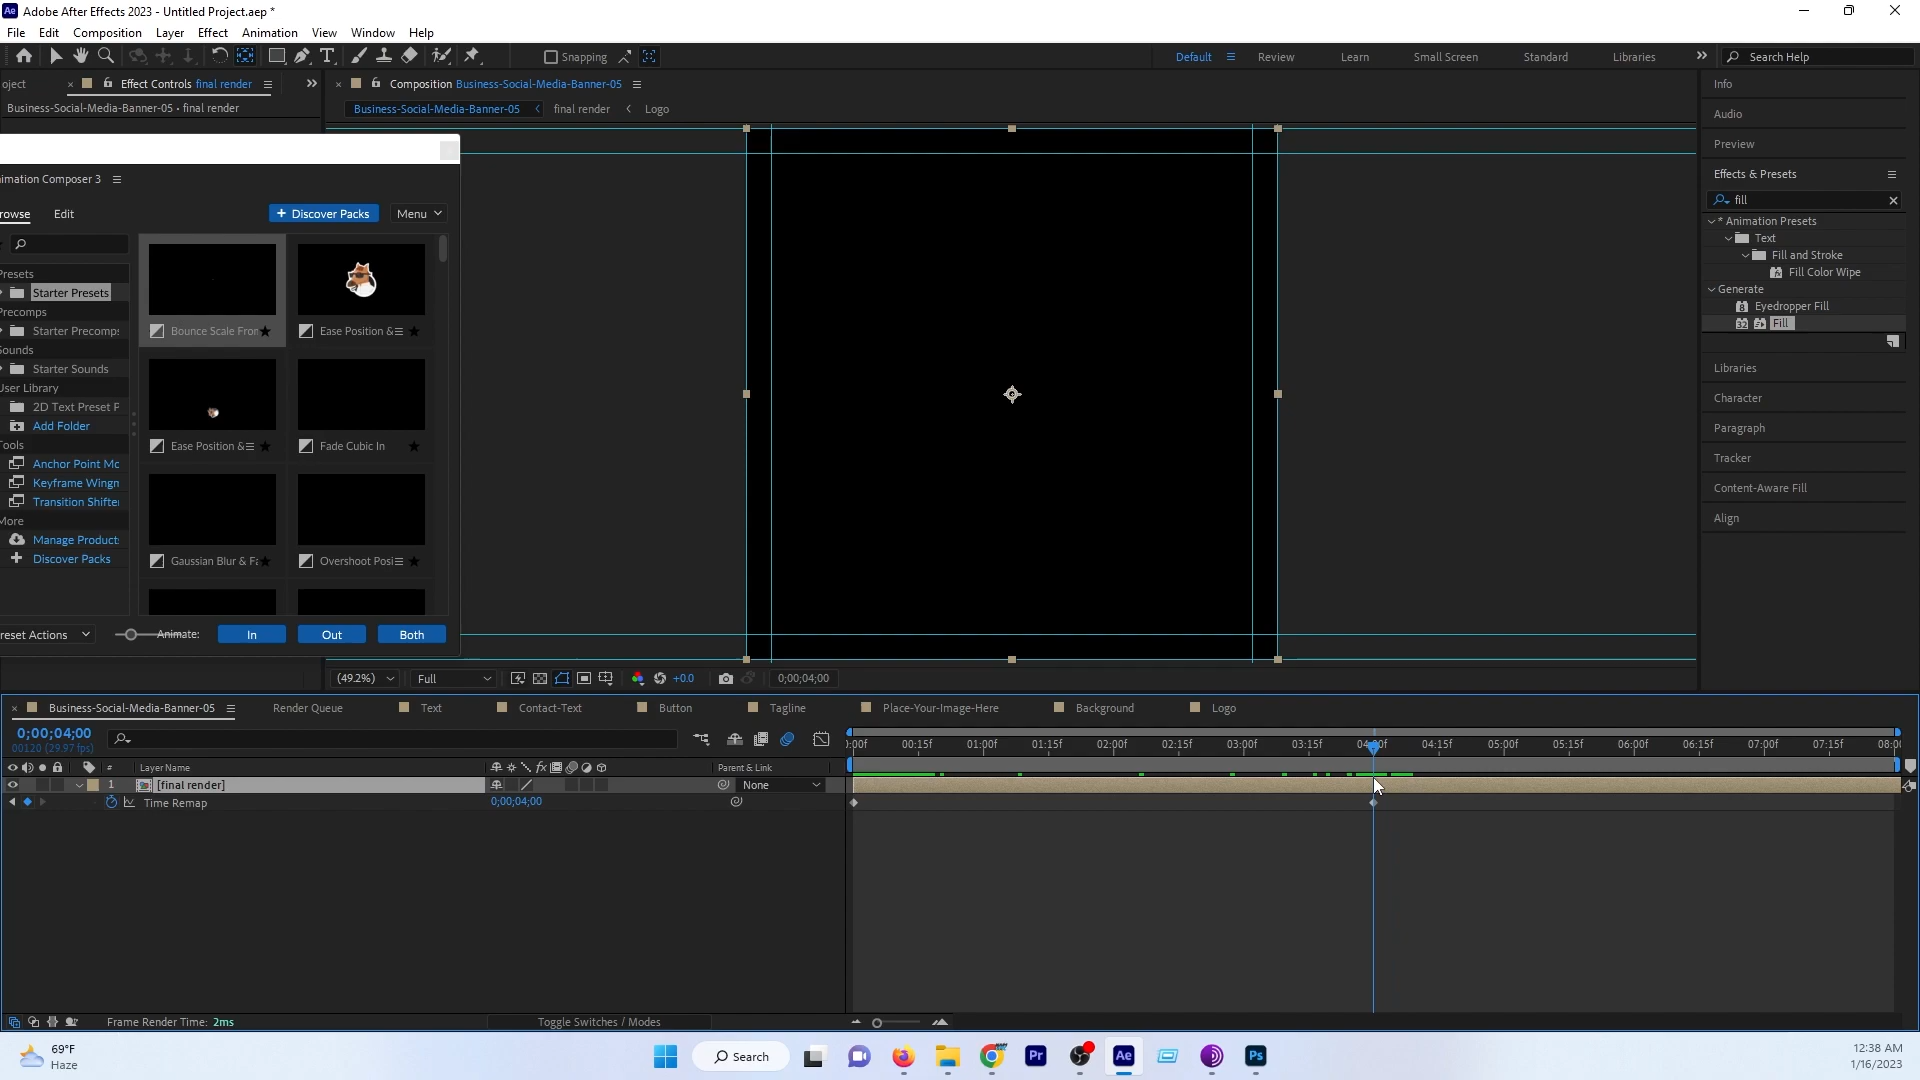 Adobe After Effects 2023 - Untitled Project.aep *
File Edit Composition Layer Effect Animation View Window Help
Snapping Default Review Learn Small Screen Standard Libraries Search Help
oject Effect Controls final render
Business-Social-Media-Banner-05 • final render
Composition Business-Social-Media-Banner-05
Business-Social-Media-Banner-05 final render Logo
imation Composer 3
rowse Edit + Discover Packs Menu
Presets
Starter Presets
Precomps
Starter Precomps
Sounds
Starter Sounds
User Library
2D Text Preset P
Add Folder
Tools
Anchor Point Mo
Keyframe Wingm
Transition Shifter
More
Manage Products
Discover Packs
Bounce Scale Fron
Ease Position &
Ease Position &
Fade Cubic In
Gaussian Blur & Fa
Overshoot Posi
reset Actions Animate: In Out Both
(49.2%) Full +0.0 0;00;04;00
Info
Audio
Preview
Effects & Presets
fill
* Animation Presets
Text
Fill and Stroke
Fill Color Wipe
Generate
Eyedropper Fill
32 Fill
Libraries
Character
Paragraph
Tracker
Content-Aware Fill
Align
Business-Social-Media-Banner-05 Render Queue Text Contact-Text Button Tagline Place-Your-Image-Here Background Logo
0;00;04;00
00120 (29.97 fps)
):00f 00:15f 01:00f 01:15f 02:00f 02:15f 03:00f 03:15f 04:00f 04:15f 05:00f 05:15f 06:00f 06:15f 07:00f 07:15f 08:00
# Layer Name fx Parent & Link
1 [final render] None
Time Remap 0;00;04;00
Frame Render Time: 2ms Toggle Switches / Modes
69°F
Haze
Search
Pr Ae Ps
12:38 AM
1/16/2023